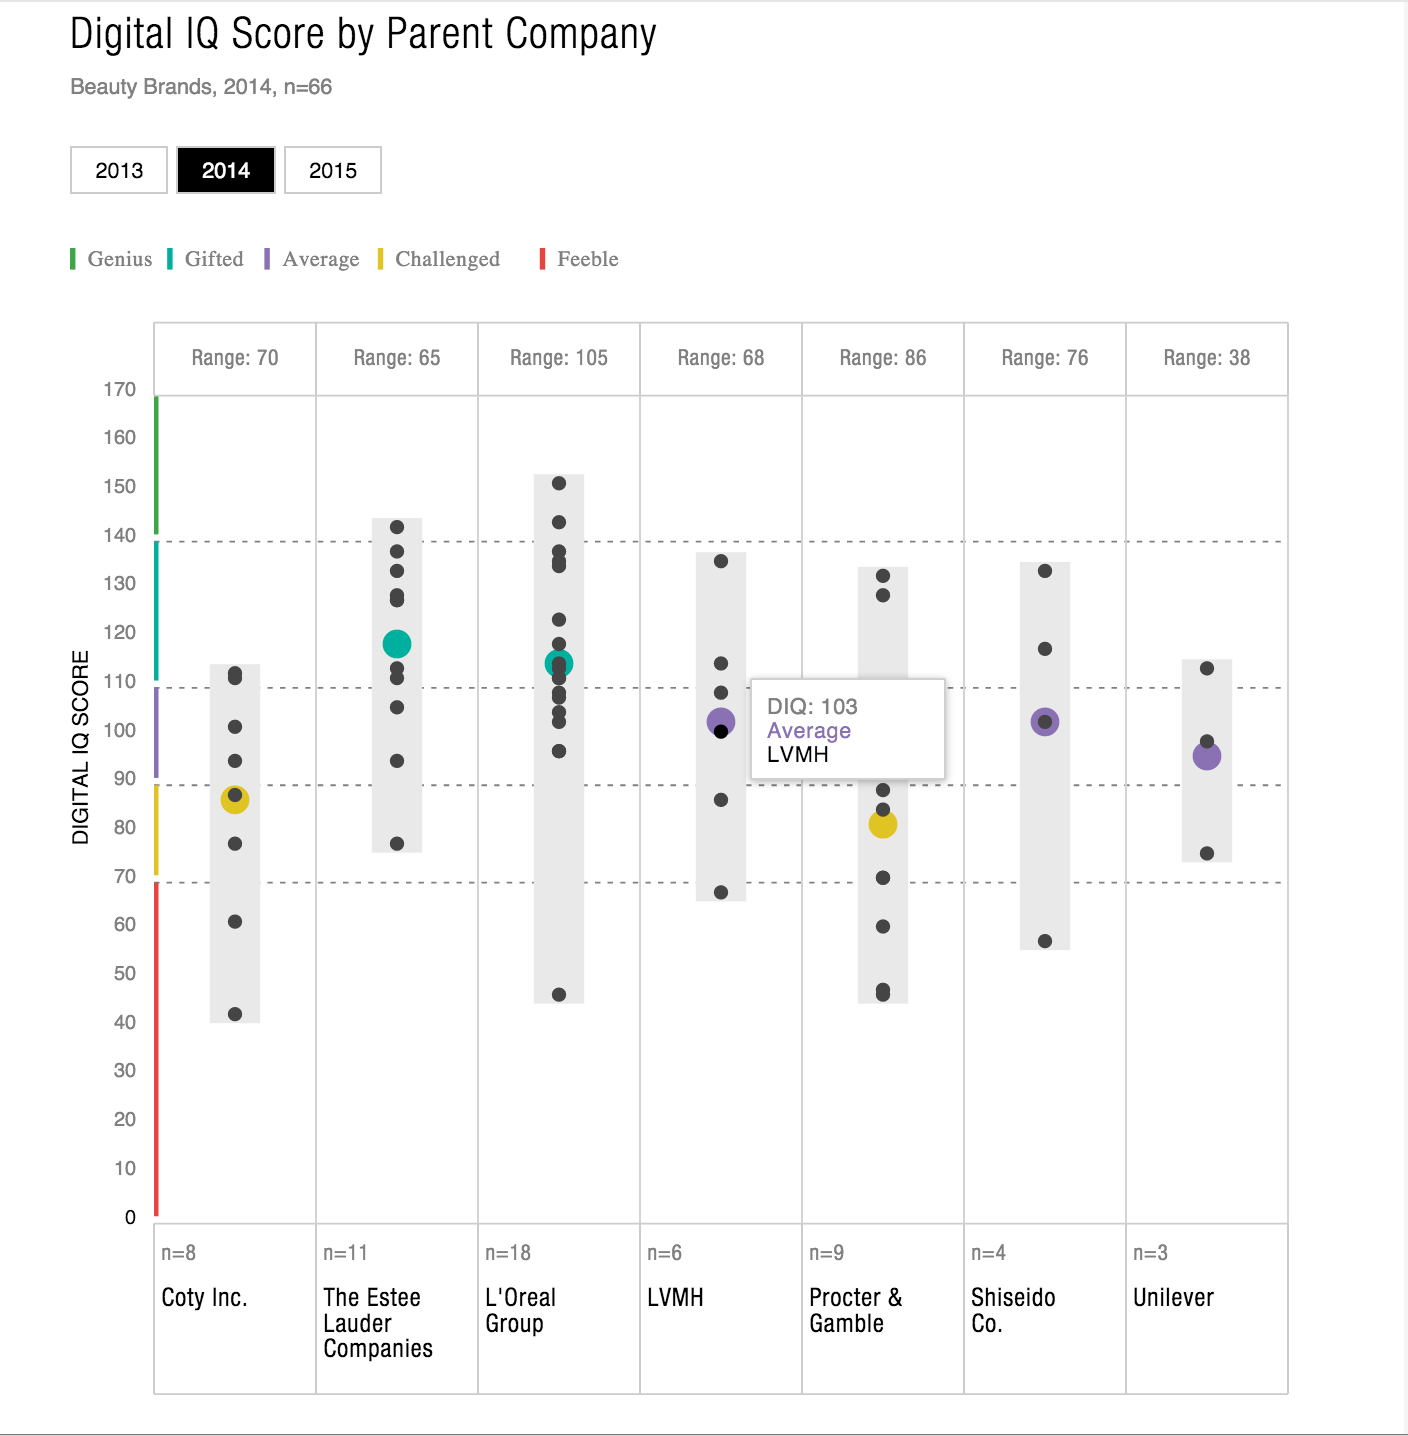 Digital IQ Score by Parent Company
Beauty Brands, 2014, n=66
2013 2014 2015
Genius Gifted Average Challenged Feeble
Range: 70 Range: 65 Range: 105 Range: 68 Range: 86 Range: 76 Range: 38
170
160
150
140
130
120
110
100
90
80
70
60
50
40
30
20
10
0
DIGITAL IQ SCORE
DIQ: 103
Average
LVMH
n=8 n=11 n=18 n=6 n=9 n=4 n=3
Coty Inc. The Estee L'Oreal LVMH Procter & Shiseido Unilever
Lauder Group Gamble Co.
Companies